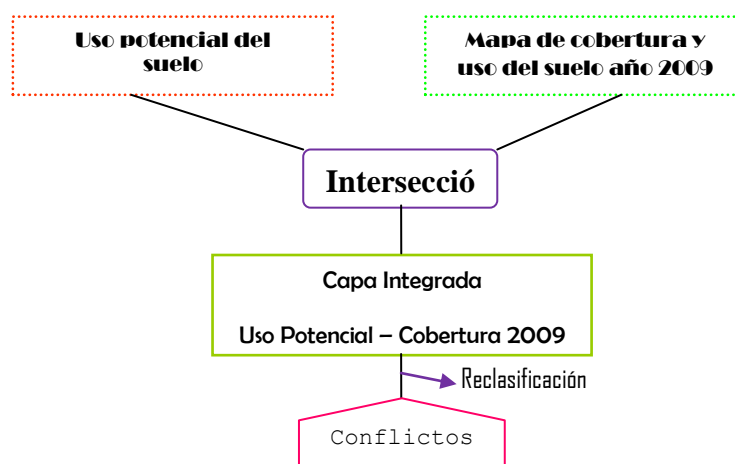 Uso potencial del
suelo
Mapa de cobertura y
uso del suelo año 2009
Intersecció
Capa Integrada
Uso Potencial – Cobertura 2009
Reclasificación
Conflictos